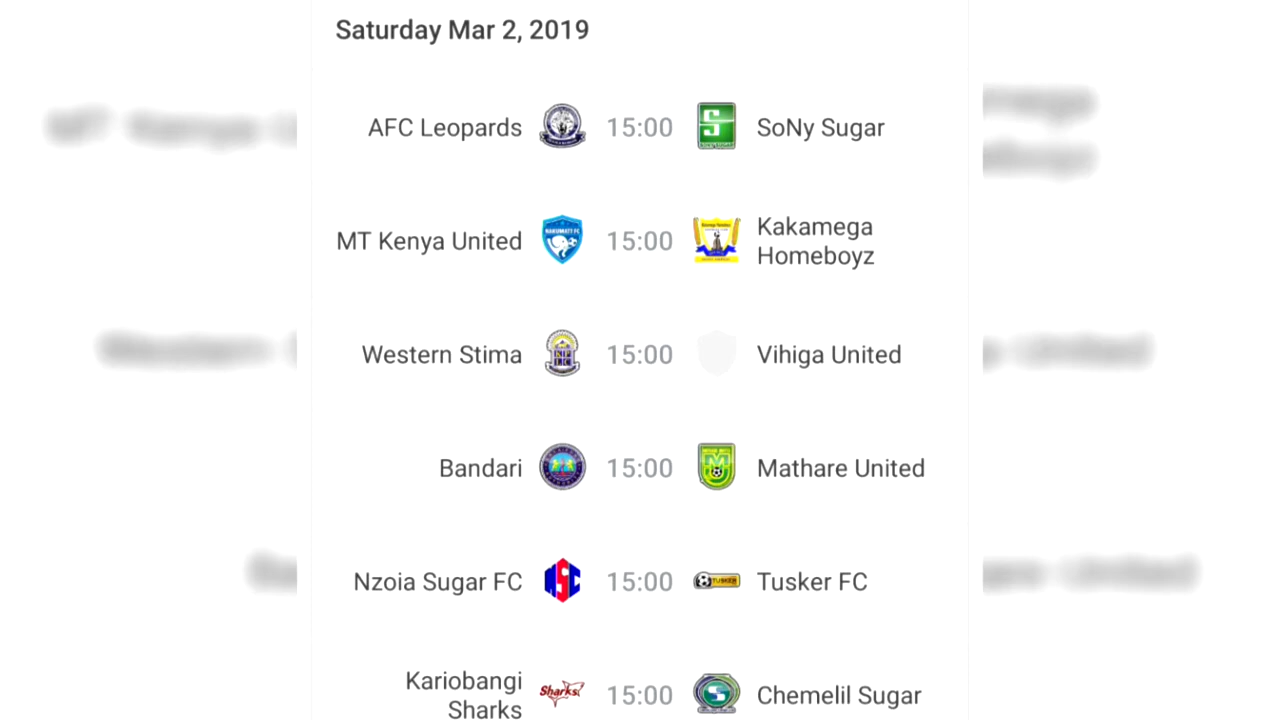 Saturday Mar 2, 2019
AFC Leopards 15:00 SoNy Sugar
MT Kenya United 15:00 Kakamega
Homeboyz
Western Stima 15:00 Vihiga United
Bandari 15:00 Mathare United
Nzoia Sugar FC 15:00 Tusker FC
Kariobangi
Sharks Sharks 15:00 Chemelil Sugar